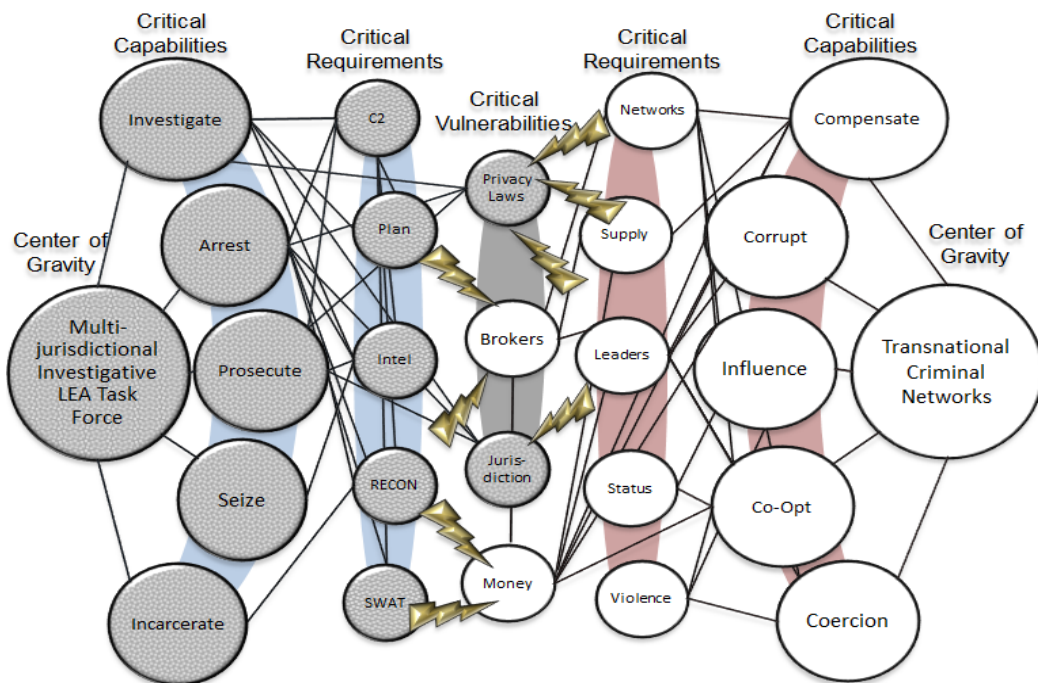 Critical
Capabilities
Critical
Requirements
Critical
Vulnerabilities
Critical
Requirements
Critical
Capabilities
Center of
Gravity
Multi-
jurisdictional
Investigative
LEA Task
Force
Investigate
Arrest
Prosecute
Seize
Incarcerate
C2
Plan
Intel
RECON
SWAT
Privacy
Laws
Brokers
Juris-
diction
Money
Networks
Supply
Leaders
Status
Violence
Compensate
Corrupt
Influence
Co-Opt
Coercion
Center of
Gravity
Transnational
Criminal
Networks